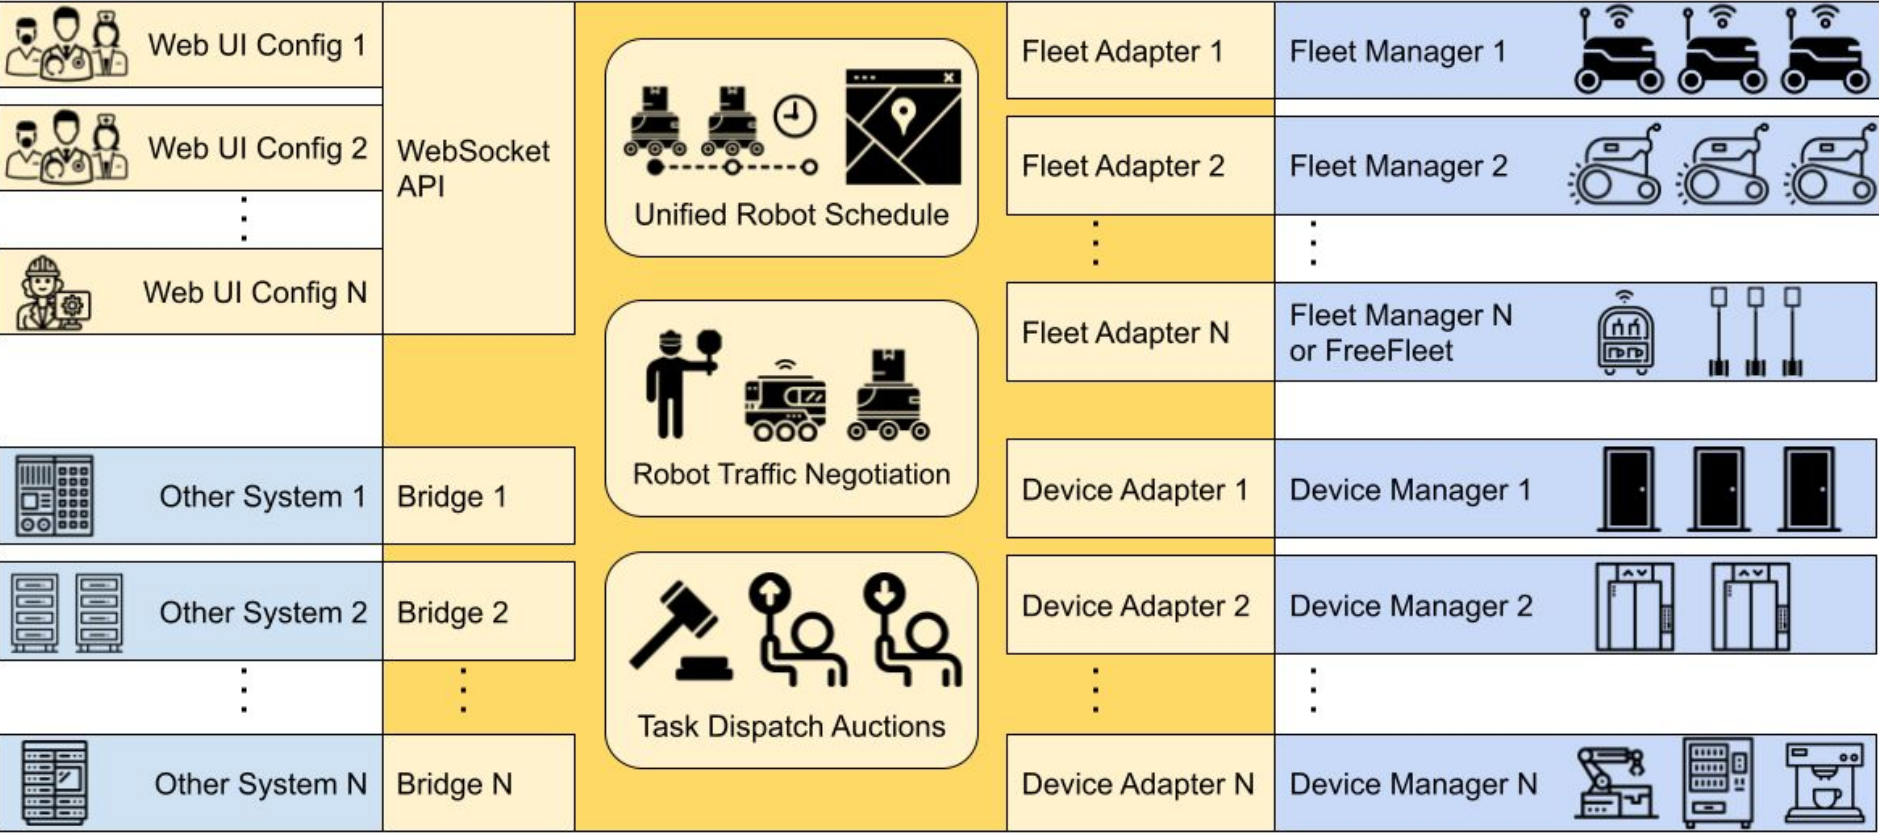 Web UI Config 1
Web UI Config 2
Web UI Config N
WebSocket
API
Other System 1
Other System 2
Other System N
Bridge 1
Bridge 2
Bridge N
Unified Robot Schedule
Robot Traffic Negotiation
Task Dispatch Auctions
Fleet Adapter 1
Fleet Adapter 2
Fleet Adapter N
Device Adapter 1
Device Adapter 2
Device Adapter N
Fleet Manager 1
Fleet Manager 2
Fleet Manager N
or FreeFleet
Device Manager 1
Device Manager 2
Device Manager N